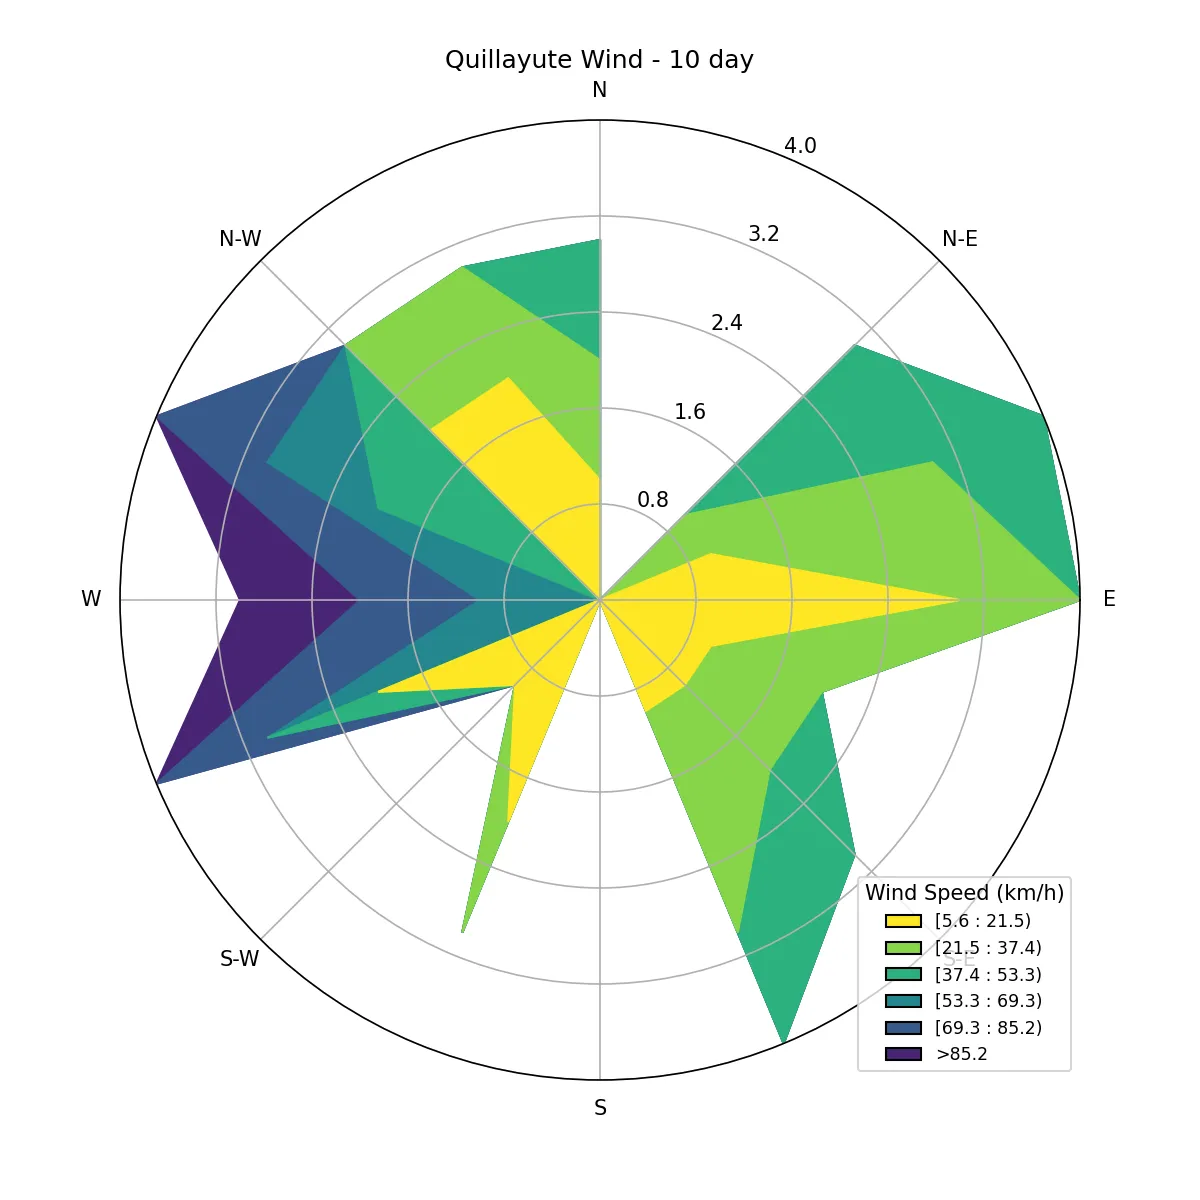 Quillayute Wind - 10 day
N
4.0
N-W
3.2
N-E
2.4
1.6
0.8
W
E
S-W
S-E
S
Wind Speed (km/h)
[5.6 : 21.5)
[21.5 : 37.4)
[37.4 : 53.3)
[53.3 : 69.3)
[69.3 : 85.2)
>85.2